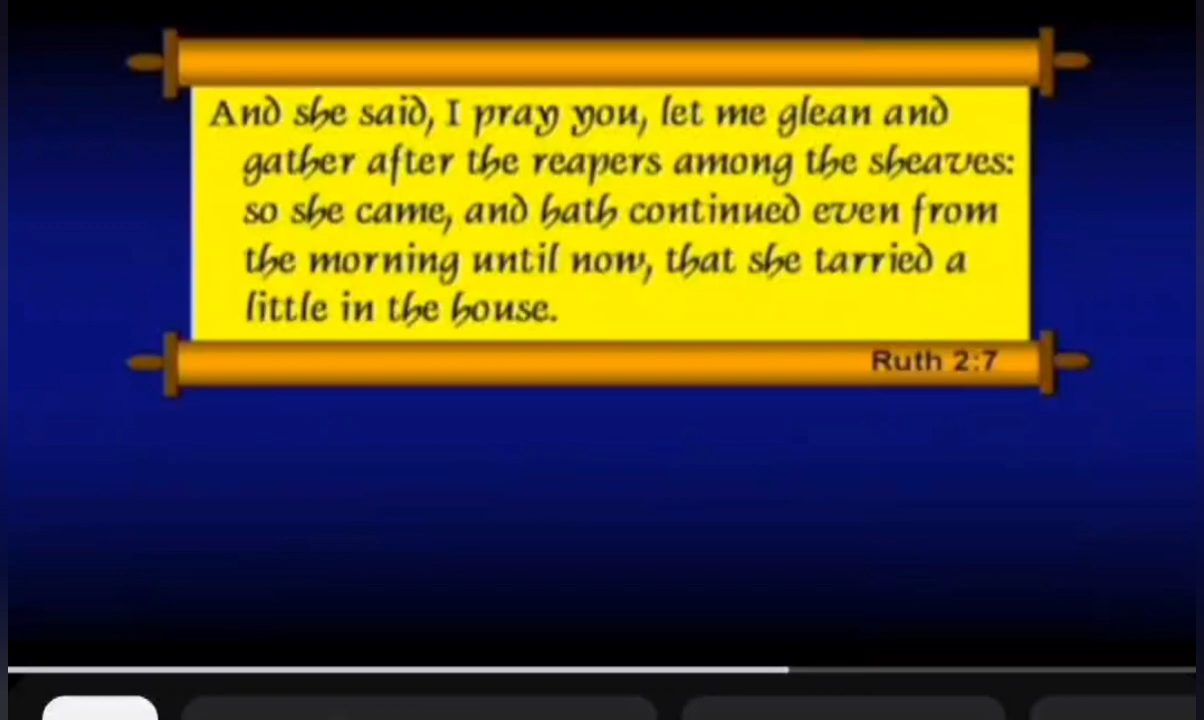 And she said, I pray you, let me glean and
gather after the reapers among the sheaves:
so she came, and hath continued even from
the morning until now, that she tarried a
little in the house.
Ruth 2:7